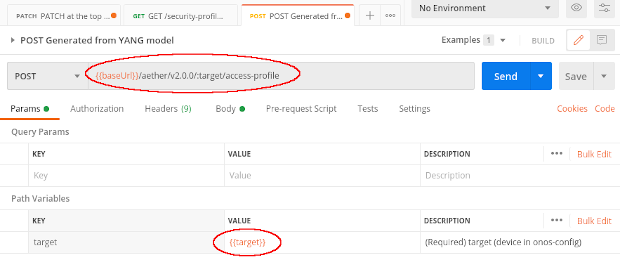 PATCH PATCH at the top ...
GET GET /security-profil...
POST POST Generated fr...
No Environment
POST Generated from YANG model
Examples 1
BUILD
POST
{{baseUrl}}/aether/v2.0.0/:target/access-profile
Send
Save
Params
Authorization
Headers (9)
Body
Pre-request Script
Tests
Settings
Cookies Code
Query Params
KEY VALUE DESCRIPTION ••• Bulk Edit
Key Value Description
Path Variables
KEY VALUE DESCRIPTION ••• Bulk Edit
target {{target}} (Required) target (device in onos-config)